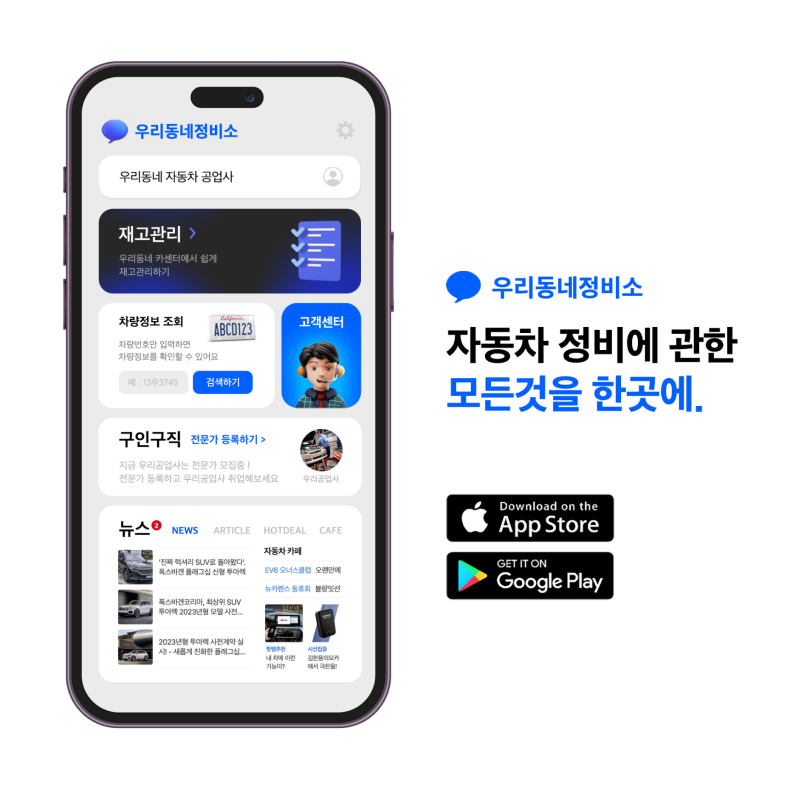 우리동네정비소
우리동네 자동차 공업사
재고관리 >
우리동네 카센터에서 쉽게
재고관리하기
차량정보 조회
California
ABCD123
차량번호만 입력하면
차량정보를 확인할 수 있어요
예 : 13우3749
검색하기
고객센터
구인구직 전문가 등록하기 >
지금 우리공업사는 전문가 모집중 !
전문가 등록하고 우리공업사 취업해보세요
우리공업사
뉴스 2
NEWS ARTICLE HOTDEAL CAFE
'진짜 럭셔리 SUV로 돌아왔다'.
폭스바겐 플래그십 신형 투아렉
폭스바겐코리아, 최상위 SUV
투아렉 2023년형 모델 사전...
2023년형 투아렉 사전계약 실
시! - 새롭게 진화한 플래그십...
자동차 카페
EV6 오너스클럽 오랜만에
뉴카렌스 동호회 불량밋션
핫템추천
내 차에 이런
기능이?
시선집중
김한용의모카
에서 극찬을!
우리동네정비소
자동차 정비에 관한
모든것을 한곳에.
Download on the
App Store
GET IT ON
Google Play